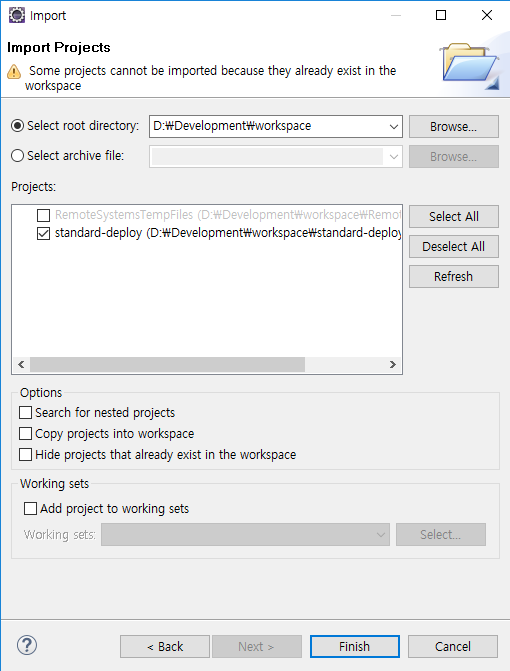 Import
Import Projects
Some projects cannot be imported because they already exist in the
workspace
Select root directory:
D:₩Development₩workspace
Browse...
Select archive file:
Browse...
Projects:
RemoteSystemsTempFiles (D:₩Development₩workspace₩Remot
Select All
standard-deploy (D:₩Development₩workspace₩standard-deploy
Deselect All
Refresh
Options
Search for nested projects
Copy projects into workspace
Hide projects that already exist in the workspace
Working sets
Add project to working sets
Working sets:
Select...
?
< Back
Next >
Finish
Cancel